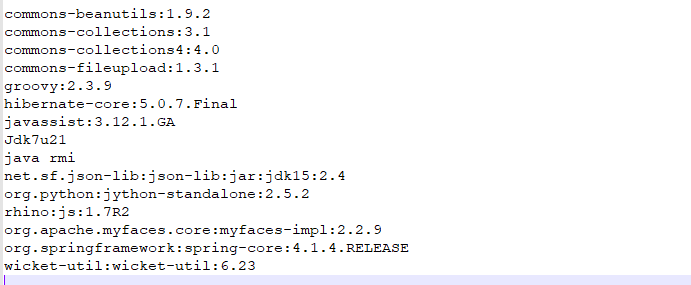 commons-beanutils:1.9.2
commons-collections:3.1
commons-collections4:4.0
commons-fileupload:1.3.1
groovy:2.3.9
hibernate-core:5.0.7.Final
javassist:3.12.1.GA
Jdk7u21
java rmi
net.sf.json-lib:json-lib:jar:jdk15:2.4
org.python:jython-standalone:2.5.2
rhino:js:1.7R2
org.apache.myfaces.core:myfaces-impl:2.2.9
org.springframework:spring-core:4.1.4.RELEASE
wicket-util:wicket-util:6.23